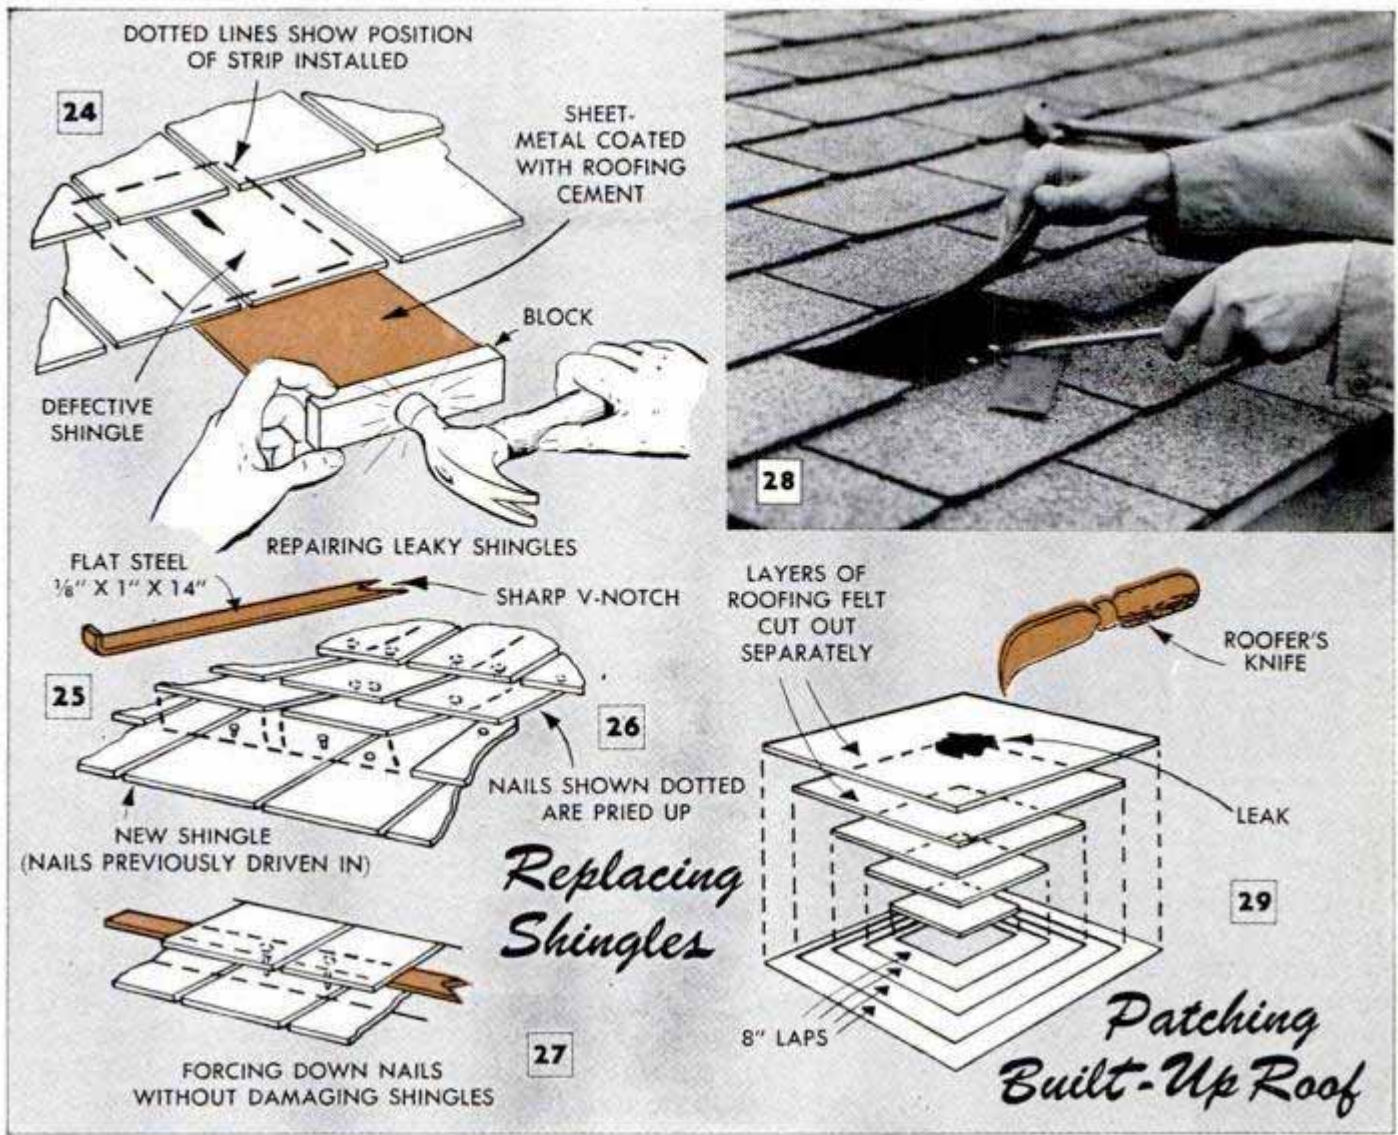 DOTTED LINES SHOW POSITION
OF STRIP INSTALLED
24
SHEET-
METAL COATED
WITH ROOFING
CEMENT
BLOCK
DEFECTIVE
SHINGLE
REPAIRING LEAKY SHINGLES
28
FLAT STEEL
⅛" X 1" X 14"
SHARP V-NOTCH
25
26
NAILS SHOWN DOTTED
ARE PRIED UP
NEW SHINGLE
(NAILS PREVIOUSLY DRIVEN IN)
Replacing
Shingles
FORCING DOWN NAILS
WITHOUT DAMAGING SHINGLES
27
LAYERS OF
ROOFING FELT
CUT OUT
SEPARATELY
ROOFER'S
KNIFE
LEAK
29
8" LAPS
Patching
Built-Up Roof